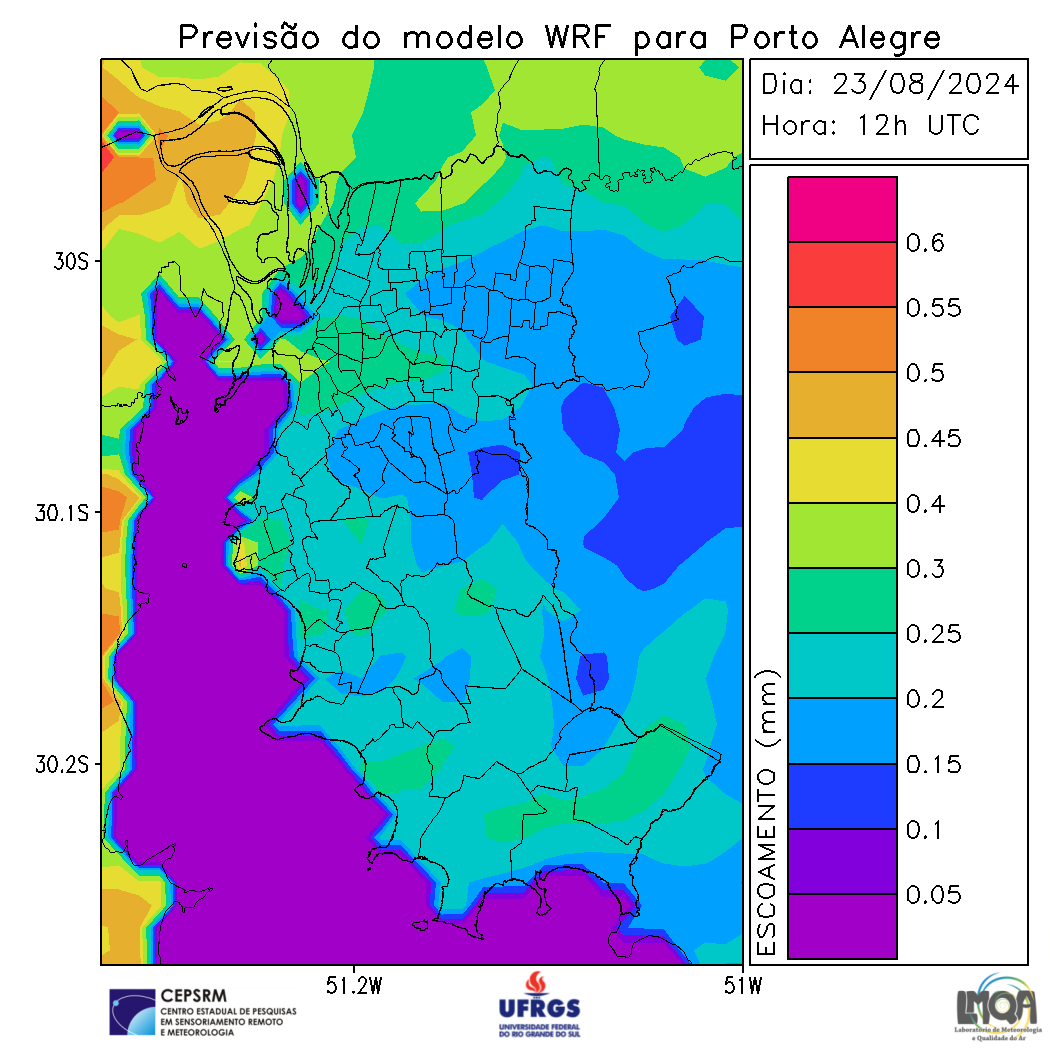 Previsão do modelo WRF para Porto Alegre
Dia: 23/08/2024
Hora: 12h UTC
30S
30.1S
30.2S
51.2W
51W
ESCOAMENTO (mm)
0.6
0.55
0.5
0.45
0.4
0.3
0.25
0.2
0.15
0.1
0.05
CEPSRM
CENTRO ESTADUAL DE PESQUISAS
EM SENSORIAMENTO REMOTO
E METEOROLOGIA
UFRGS
UNIVERSIDADE FEDERAL
DO RIO GRANDE DO SUL
LMQA
Laboratório de Meteorologia
e Qualidade do Ar